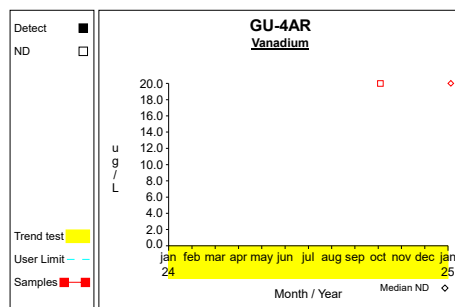 Detect
ND
Trend test
User Limit
Samples
GU-4AR
Vanadium
ug/L
20.0
18.0
16.0
14.0
12.0
10.0
8.0
6.0
4.0
2.0
0.0
jan feb mar apr may jun jul aug sep oct nov dec jan
24 25
Month / Year
Median ND